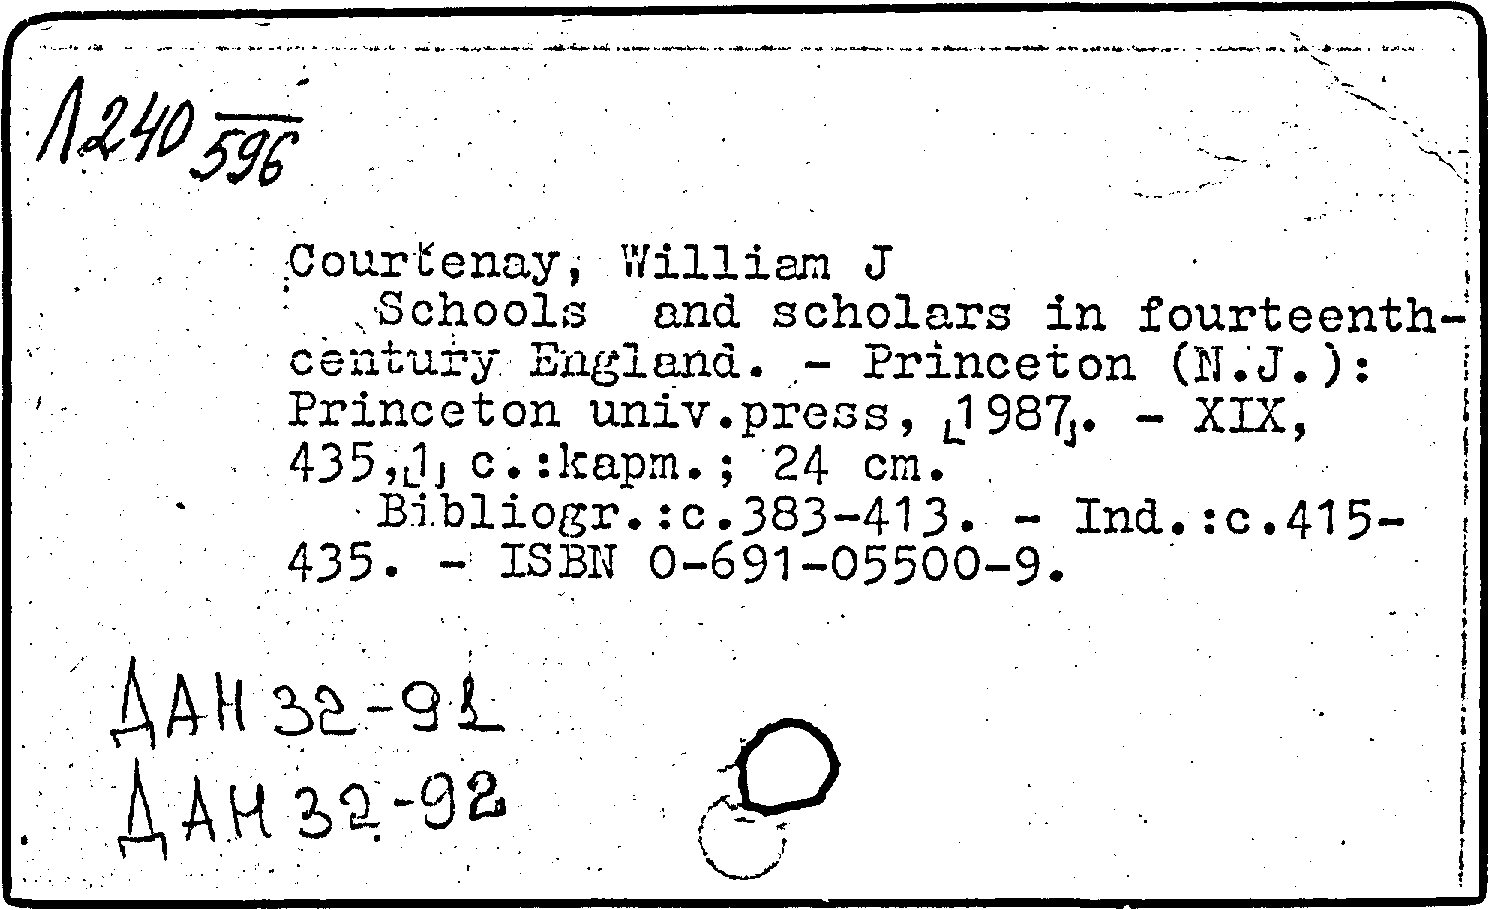 Л240 596
Courtenay, William J
Schools and scholars in fourteenth-
century England. - Princeton (N.J.):
Princeton univ.press, [1987]. - XIX,
435,[1] c.:карт.; 24 cm.
Bibliogr.:c.383-413. - Ind.:c.415-
435. - ISBN 0-691-05500-9.
ДАН 32-91
ДАН 32-92